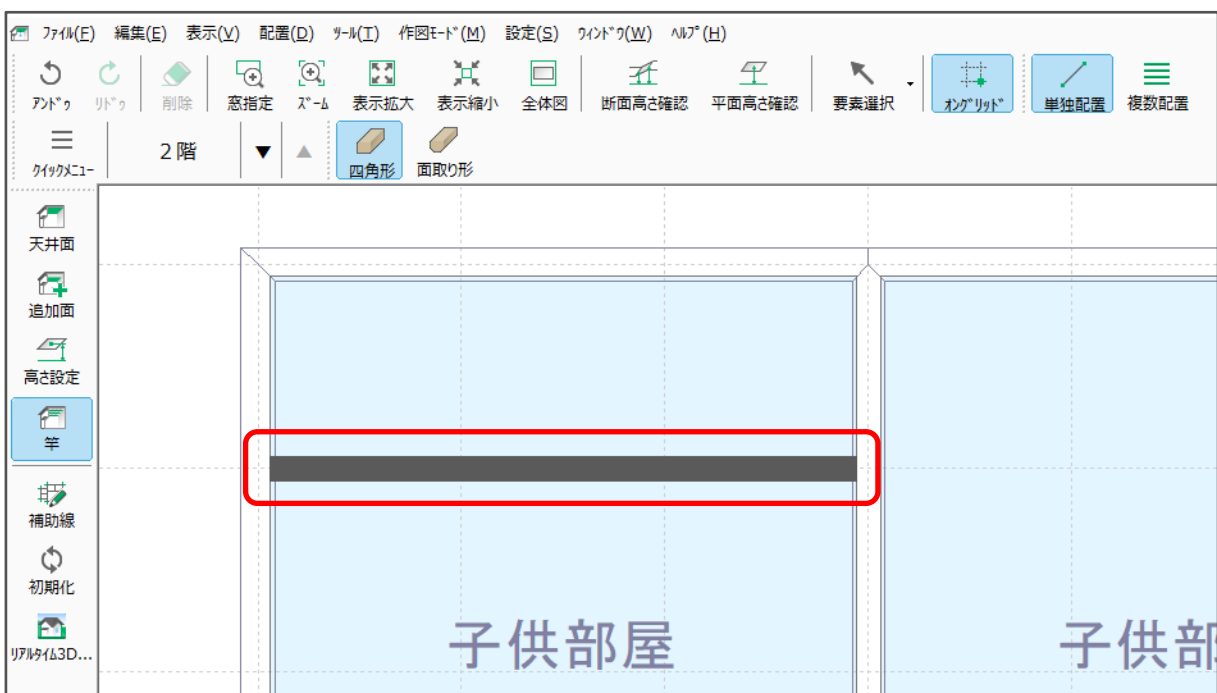 ﾌｧｲﾙ(E) 編集(E) 表示(V) 配置(D) ﾂｰﾙ(T) 作図ﾓｰﾄﾞ(M) 設定(S) ｳｨﾝﾄﾞｳ(W) ﾍﾙﾌﾟ(H)
ｱﾝﾄﾞｩ ﾘﾄﾞｩ 削除 窓指定 ｽﾞｰﾑ 表示拡大 表示縮小 全体図 断面高さ確認 平面高さ確認 要素選択 ｵﾝｸﾞﾘｯﾄﾞ 単独配置 複数配置
ｸｲｯｸﾒﾆｭｰ 2階 ▼ ▲ 四角形 面取り形
天井面
追加面
高さ設定
竿
補助線
初期化
ﾘｱﾙﾀｲﾑ3D...
子供部屋 子供部